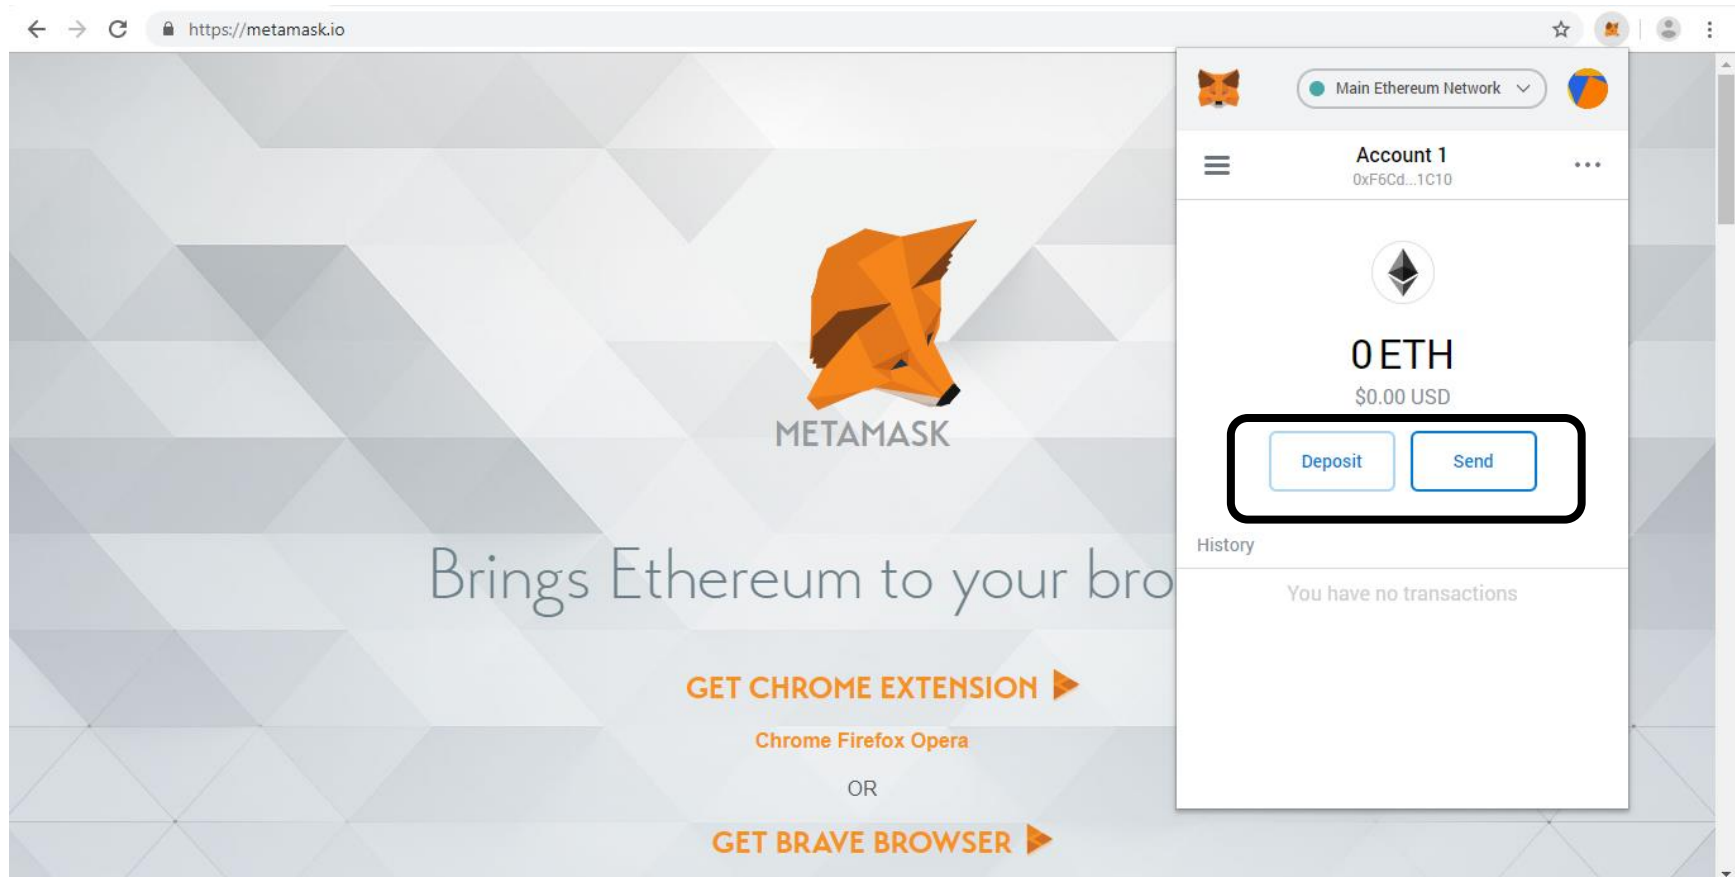 https://metamask.io
Main Ethereum Network
Account 1
0xF6Cd...1C10
0 ETH
$0.00 USD
Deposit
Send
History
You have no transactions
METAMASK
Brings Ethereum to your bro
GET CHROME EXTENSION
Chrome Firefox Opera
OR
GET BRAVE BROWSER